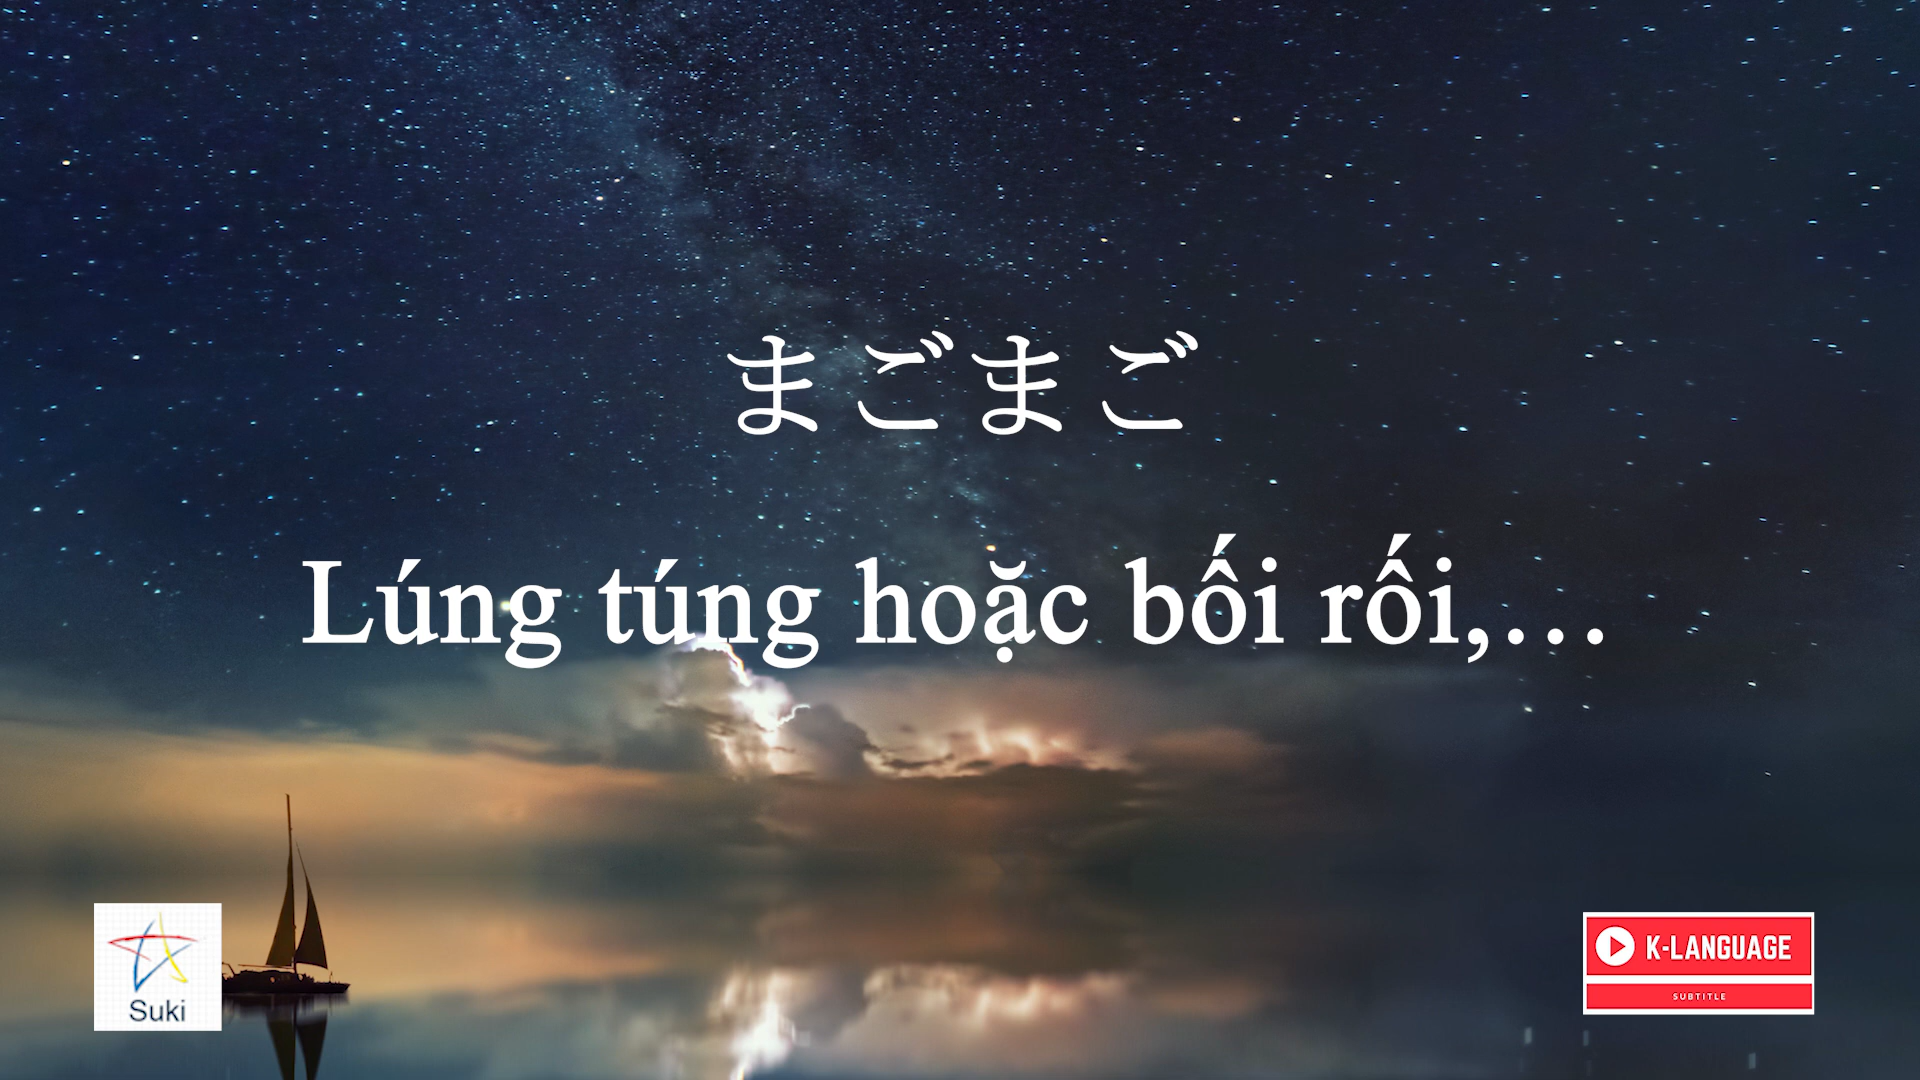 まごまご
Lúng túng hoặc bối rối,…
Suki
K-LANGUAGE
SUBTITLE